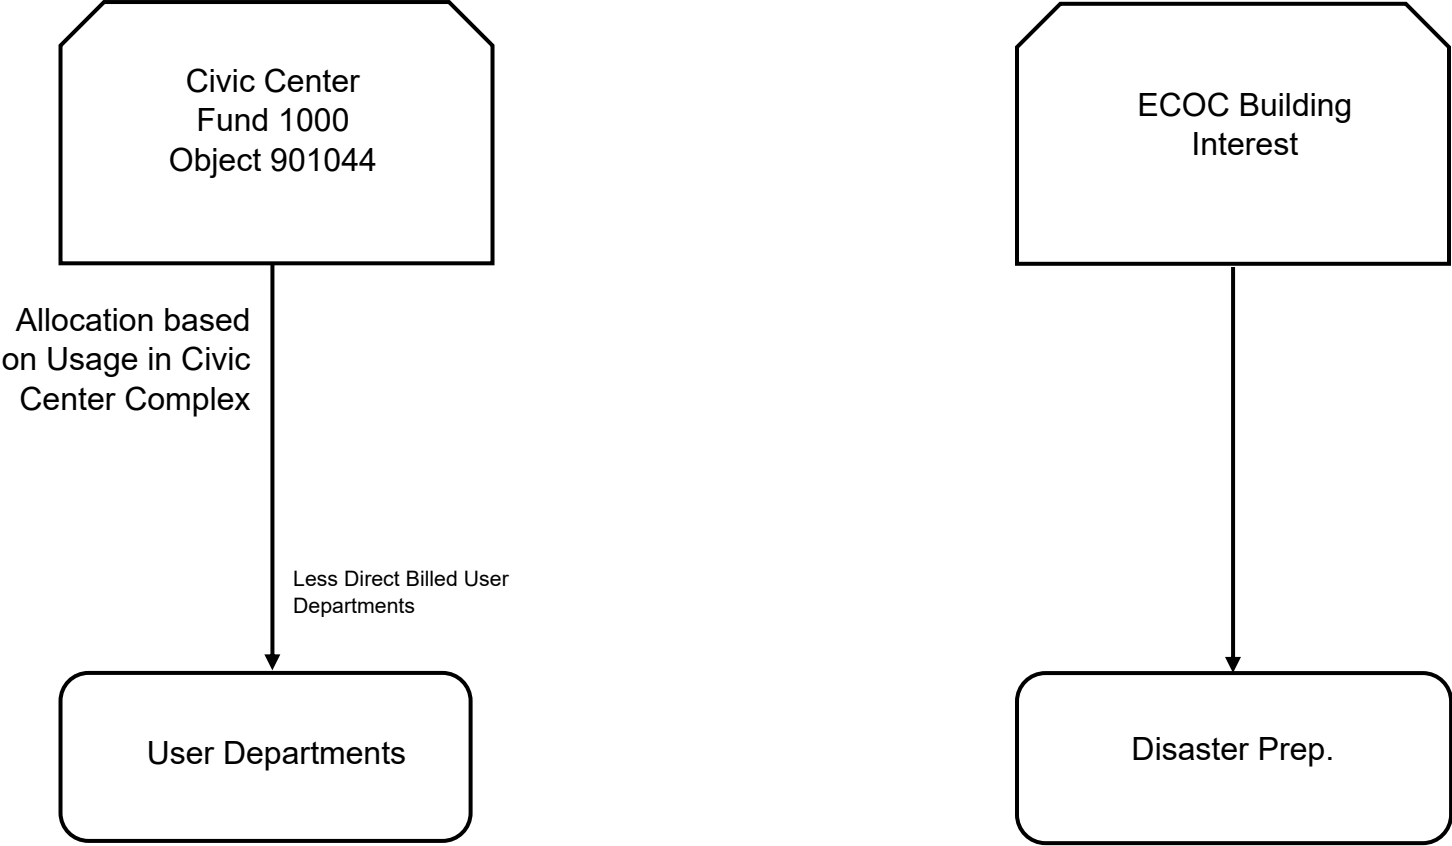 Civic Center
Fund 1000
Object 901044
ECOC Building
Interest
Allocation based
on Usage in Civic
Center Complex
Less Direct Billed User
Departments
User Departments
Disaster Prep.